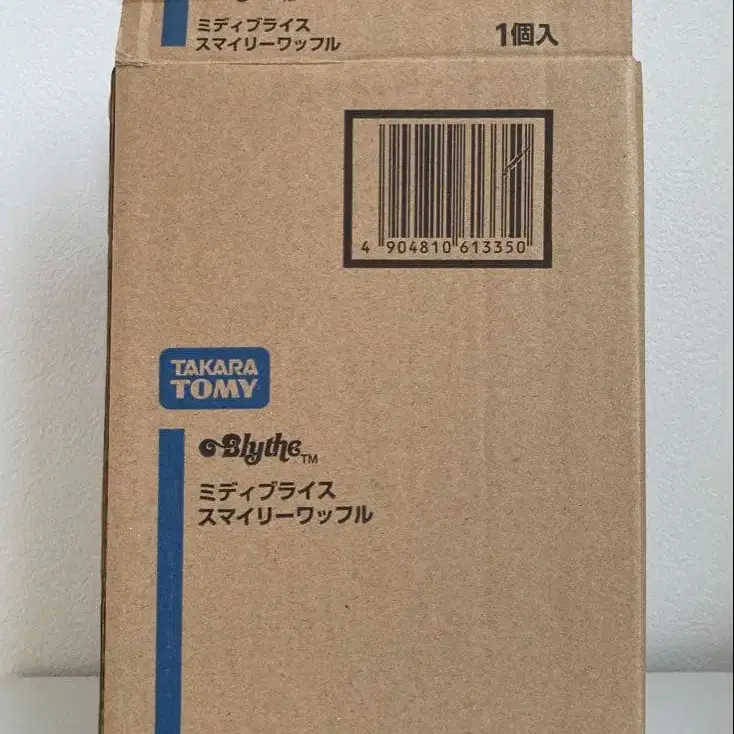 ミディブライス
スマイリーワッフル
1個入
4 904810 613350
TAKARA
TOMY
Blythe™
ミディブライス
スマイリーワッフル